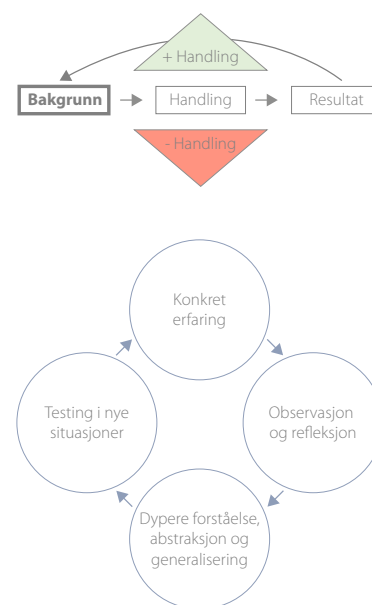 + Handling
Bakgrunn
Handling
Resultat
- Handling
Konkret
erfaring
Testing i nye
situasjoner
Observasjon
og refleksjon
Dypere forståelse,
abstraksjon og
generalisering